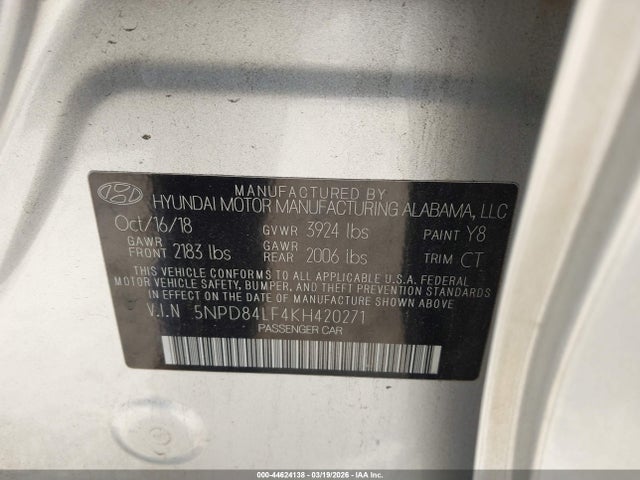 MANUFACTURED BY
HYUNDAI MOTOR MANUFACTURING ALABAMA, LLC
Oct/16/18 GVWR 3924 lbs PAINT Y8
GAWR FRONT 2183 lbs GAWR REAR 2006 lbs TRIM CT
THIS VEHICLE CONFORMS TO ALL APPLICABLE U.S.A. FEDERAL
MOTOR VEHICLE SAFETY, BUMPER, AND THEFT PREVENTION STANDARDS
IN EFFECT ON THE DATE OF MANUFACTURE SHOWN ABOVE.
V.I.N 5NPD84LF4KH420271
PASSENGER CAR
000-44624138 - 03/19/2026 - IAA Inc.